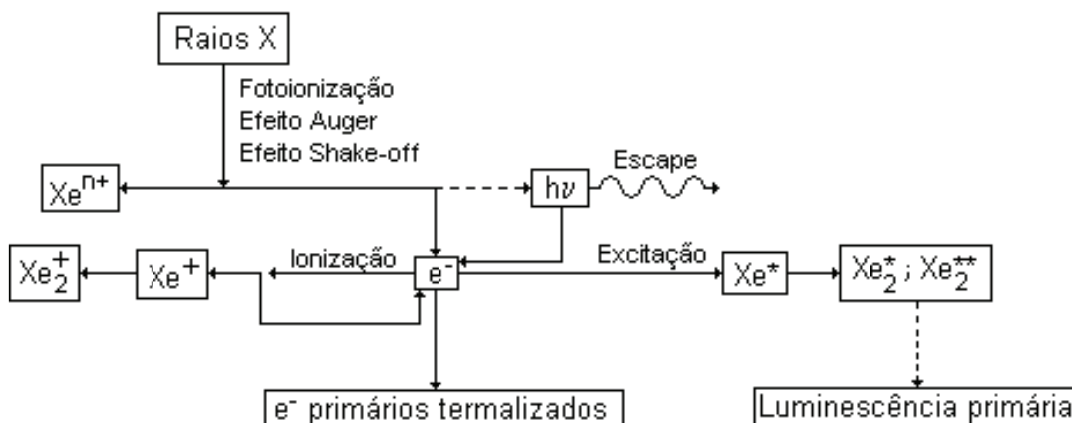 Raios X
Fotoionização
Efeito Auger
Efeito Shake-off
Escape
Xeⁿ⁺
hν
Ionização
Excitação
Xe₂⁺
Xe⁺
e⁻
Xe*
Xe₂* ; Xe₂**
e⁻ primários termalizados
Luminescência primária